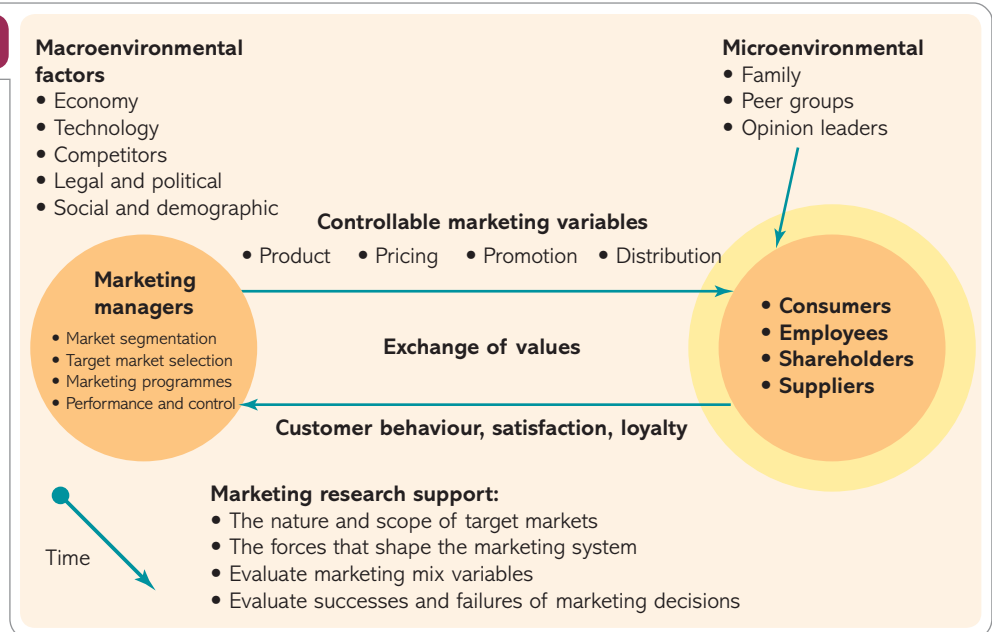 Macroenvironmental
factors
• Economy
• Technology
• Competitors
• Legal and political
• Social and demographic
Microenvironmental
• Family
• Peer groups
• Opinion leaders
Controllable marketing variables
• Product • Pricing • Promotion • Distribution
Marketing
managers
• Market segmentation
• Target market selection
• Marketing programmes
• Performance and control
Exchange of values
• Consumers
• Employees
• Shareholders
• Suppliers
Customer behaviour, satisfaction, loyalty
Time
Marketing research support:
• The nature and scope of target markets
• The forces that shape the marketing system
• Evaluate marketing mix variables
• Evaluate successes and failures of marketing decisions